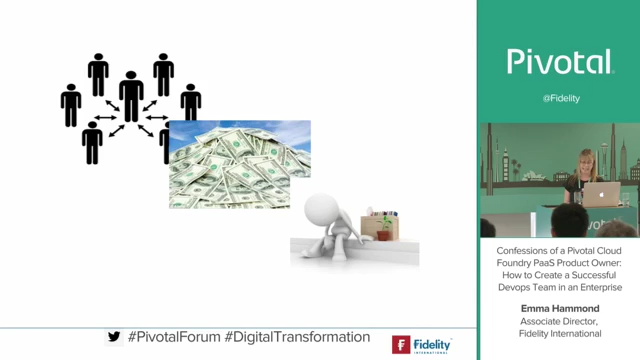 Pivotal
@Fidelity
Pivotal
Confessions of a Pivotal Cloud
Foundry PaaS Product Owner:
How to Create a Successful
Devops Team in an Enterprise
Emma Hammond
Associate Director,
Fidelity International
#PivotalForum #DigitalTransformation
Fidelity
INTERNATIONAL